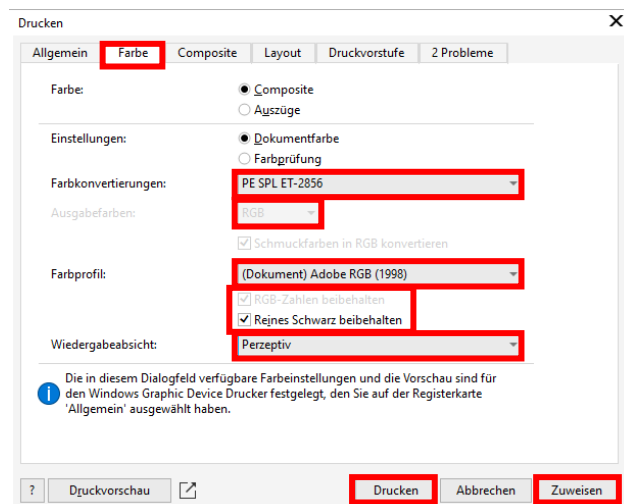 Drucken
Allgemein Farbe Composite Layout Druckvorstufe 2 Probleme
Farbe: Composite
Auszüge
Einstellungen: Dokumentfarbe
Farbprüfung
Farbkonvertierungen: PE SPL ET-2856
Ausgabefarben: RGB
Schmuckfarben in RGB konvertieren
Farbprofil: (Dokument) Adobe RGB (1998)
RGB-Zahlen beibehalten
Reines Schwarz beibehalten
Wiedergabeabsicht: Perzeptiv
Die in diesem Dialogfeld verfügbare Farbeinstellungen und die Vorschau sind für
den Windows Graphic Device Drucker festgelegt, den Sie auf der Registerkarte
'Allgemein' ausgewählt haben.
? Druckvorschau Drucken Abbrechen Zuweisen